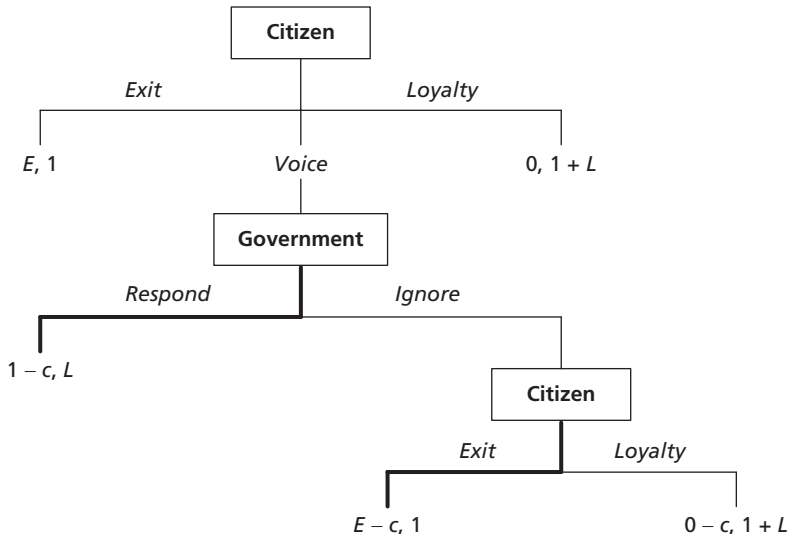 Citizen
Exit Loyalty
E, 1 Voice 0, 1 + L
Government
Respond Ignore
1 – c, L
Citizen
Exit Loyalty
E – c, 1 0 – c, 1 + L